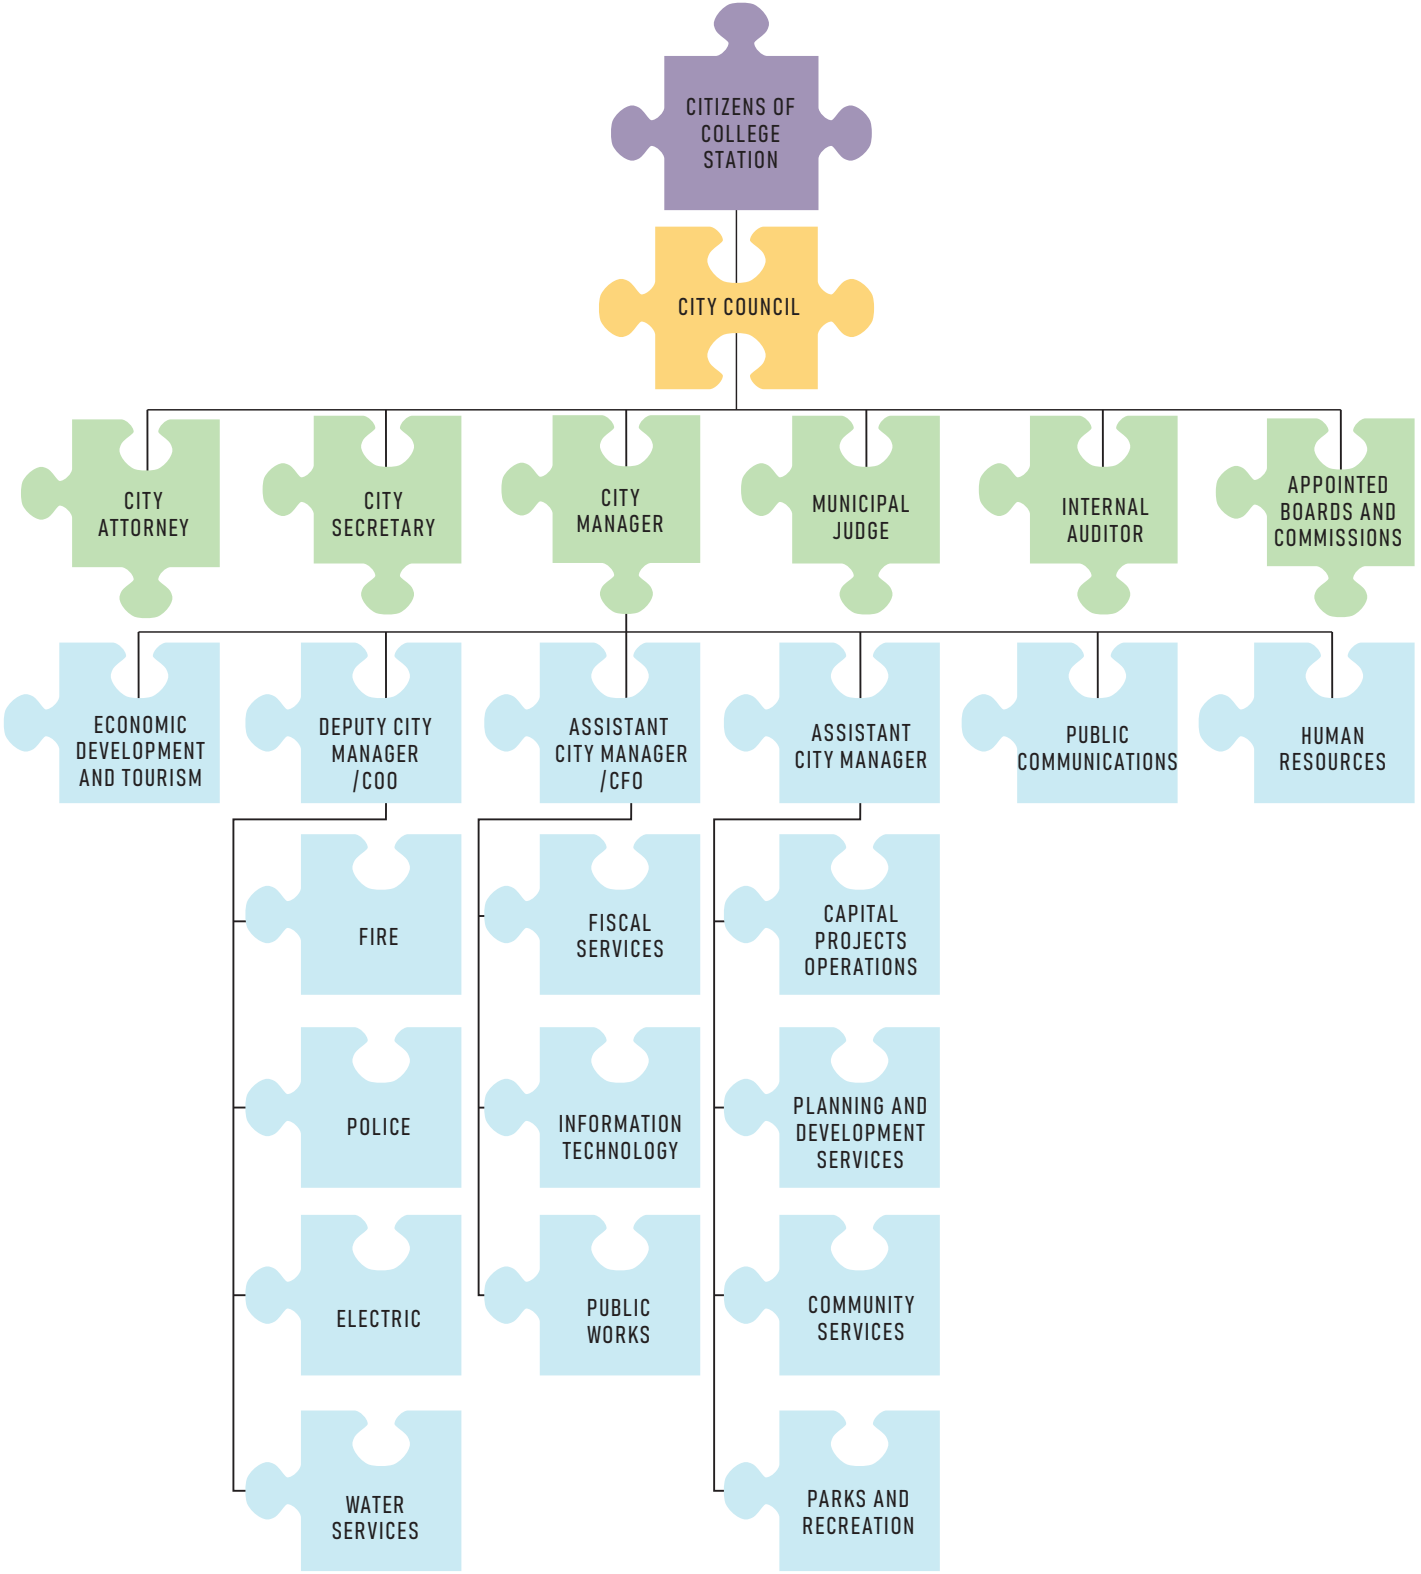 CITIZENS OF
COLLEGE
STATION
CITY COUNCIL
CITY
ATTORNEY
CITY
SECRETARY
CITY
MANAGER
MUNICIPAL
JUDGE
INTERNAL
AUDITOR
APPOINTED
BOARDS AND
COMMISSIONS
ECONOMIC
DEVELOPMENT
AND TOURISM
DEPUTY CITY
MANAGER
/COO
ASSISTANT
CITY MANAGER
/CFO
ASSISTANT
CITY MANAGER
PUBLIC
COMMUNICATIONS
HUMAN
RESOURCES
FIRE
FISCAL
SERVICES
CAPITAL
PROJECTS
OPERATIONS
POLICE
INFORMATION
TECHNOLOGY
PLANNING AND
DEVELOPMENT
SERVICES
ELECTRIC
PUBLIC
WORKS
COMMUNITY
SERVICES
WATER
SERVICES
PARKS AND
RECREATION